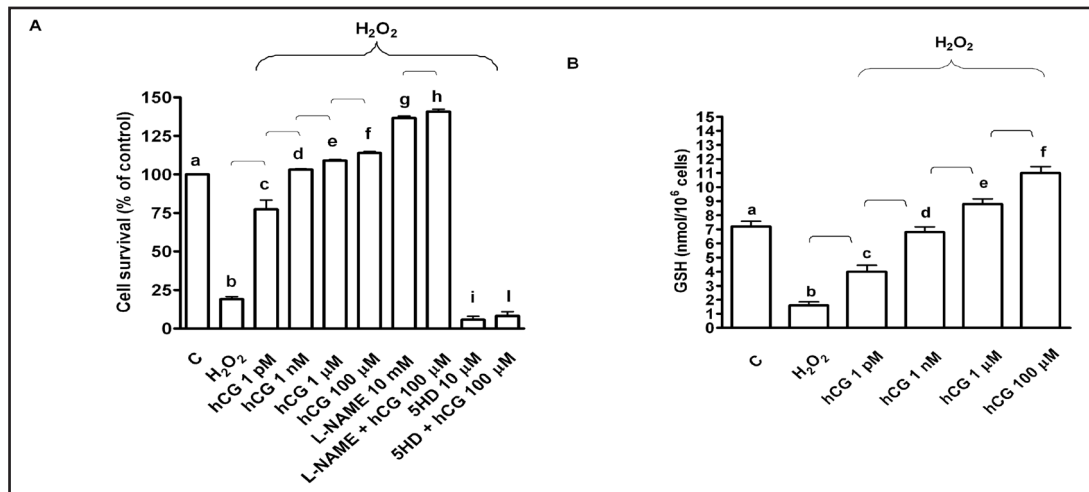 A
H₂O₂
Cell survival (% of control)
150
125
100
75
50
25
0
a
b
c
d
e
f
g
h
i
l
C
H₂O₂
hCG 1 pM
hCG 1 nM
hCG 1 μM
hCG 100 μM
L-NAME 10 mM
L-NAME + hCG 100 μM
5HD 10 μM
5HD + hCG 100 μM
B
H₂O₂
GSH (nmol/10⁶ cells)
15
14
13
12
11
10
9
8
7
6
5
4
3
2
1
0
a
b
c
d
e
f
C
H₂O₂
hCG 1 pM
hCG 1 nM
hCG 1 μM
hCG 100 μM